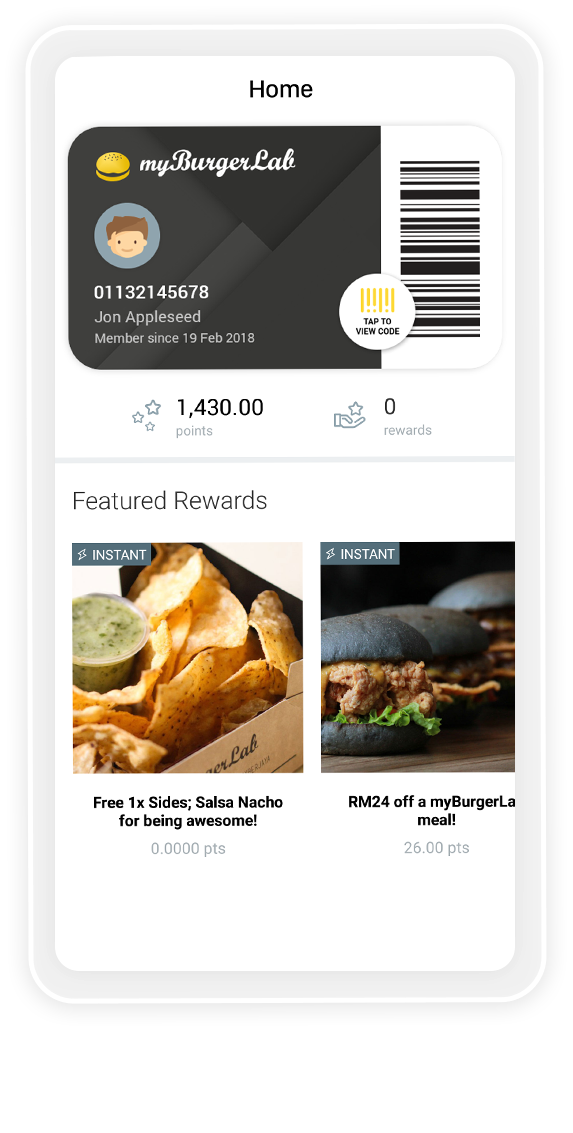 Home
myBurgerLab
01132145678
Jon Appleseed
Member since 19 Feb 2018
TAP TO
VIEW CODE
1,430.00
points
0
rewards
Featured Rewards
INSTANT
INSTANT
Free 1x Sides; Salsa Nacho
for being awesome!
0.0000 pts
RM24 off a myBurgerLa
meal!
26.00 pts